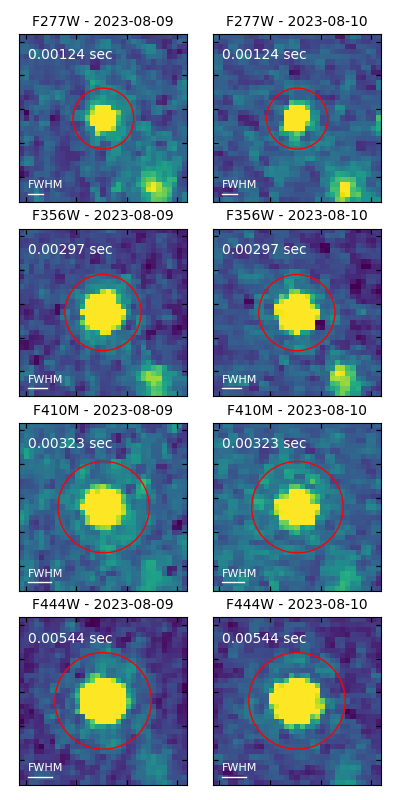 F277W - 2023-08-09
F277W - 2023-08-10
0.00124 sec
0.00124 sec
FWHM
FWHM
F356W - 2023-08-09
F356W - 2023-08-10
0.00297 sec
0.00297 sec
FWHM
FWHM
F410M - 2023-08-09
F410M - 2023-08-10
0.00323 sec
0.00323 sec
FWHM
FWHM
F444W - 2023-08-09
F444W - 2023-08-10
0.00544 sec
0.00544 sec
FWHM
FWHM